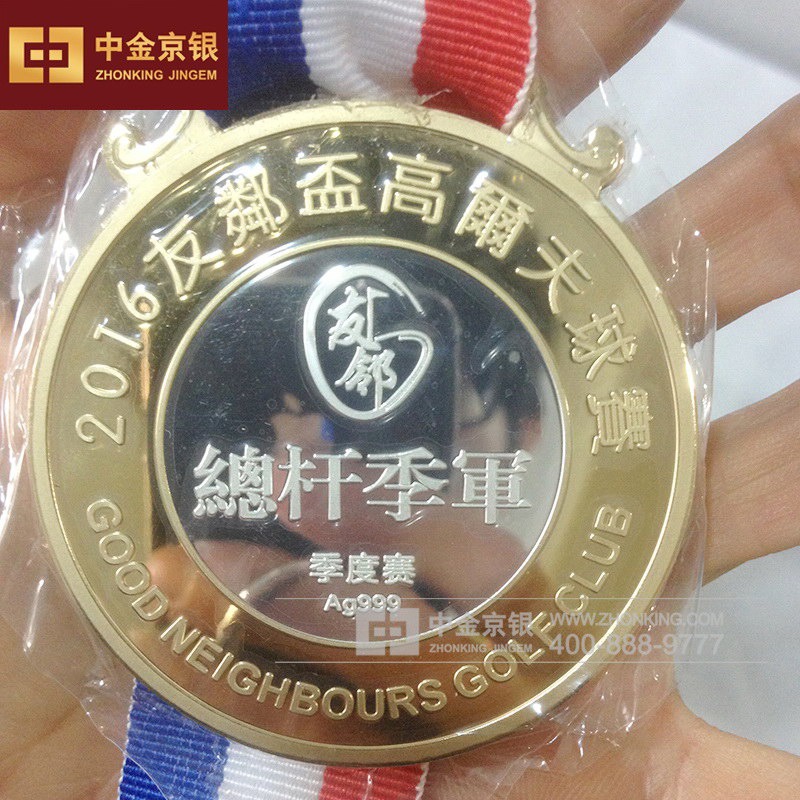 中金京银
ZHONKING JINGEM
2016友鄰盃高爾夫球賽
友邻
總杆季軍
季度赛
Ag999
GOOD NEIGHBOURS GOLF CLUB
中金京银
ZHONKING JINGEM
WWW.ZHONKING.COM
400-888-9777